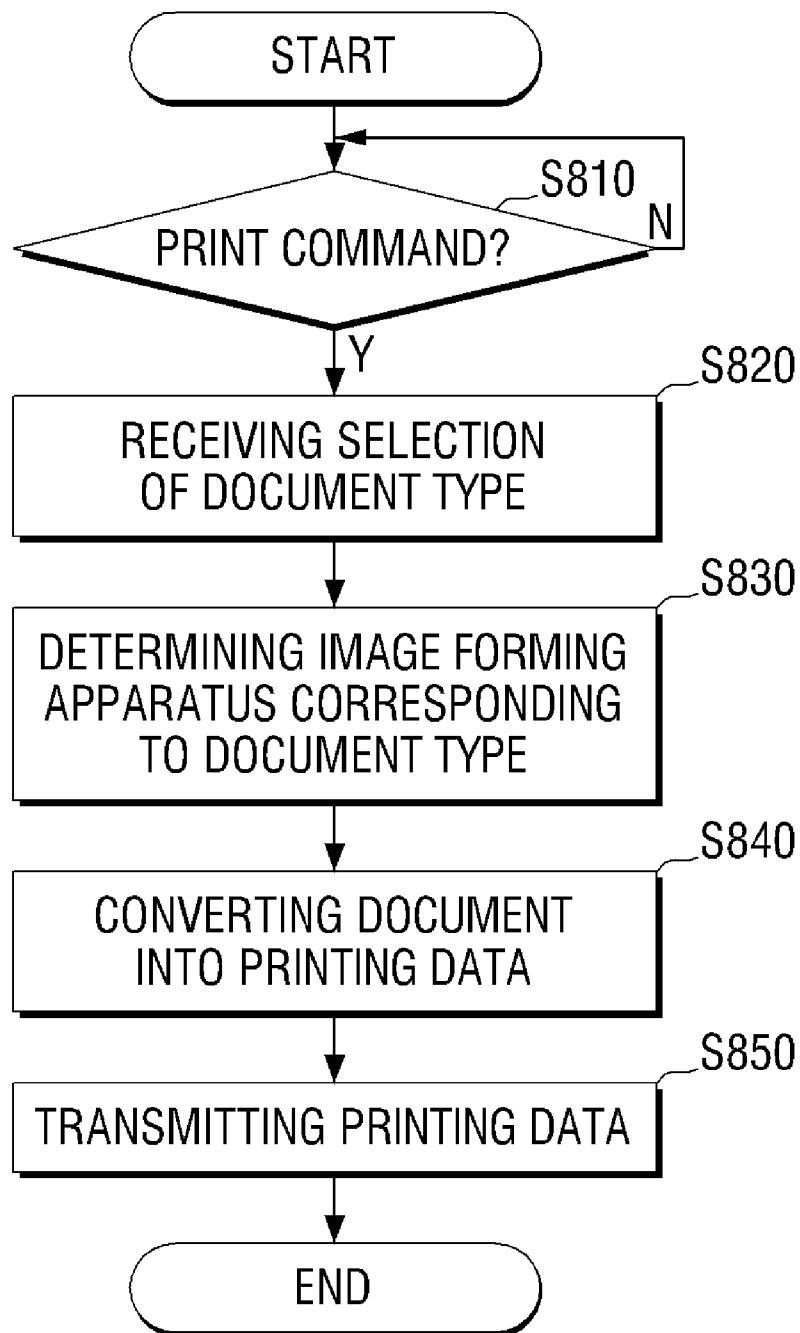 START
S810
N
PRINT COMMAND?
Y
S820
RECEIVING SELECTION
OF DOCUMENT TYPE
S830
DETERMINING IMAGE FORMING
APPARATUS CORRESPONDING
TO DOCUMENT TYPE
S840
CONVERTING DOCUMENT
INTO PRINTING DATA
S850
TRANSMITTING PRINTING DATA
END